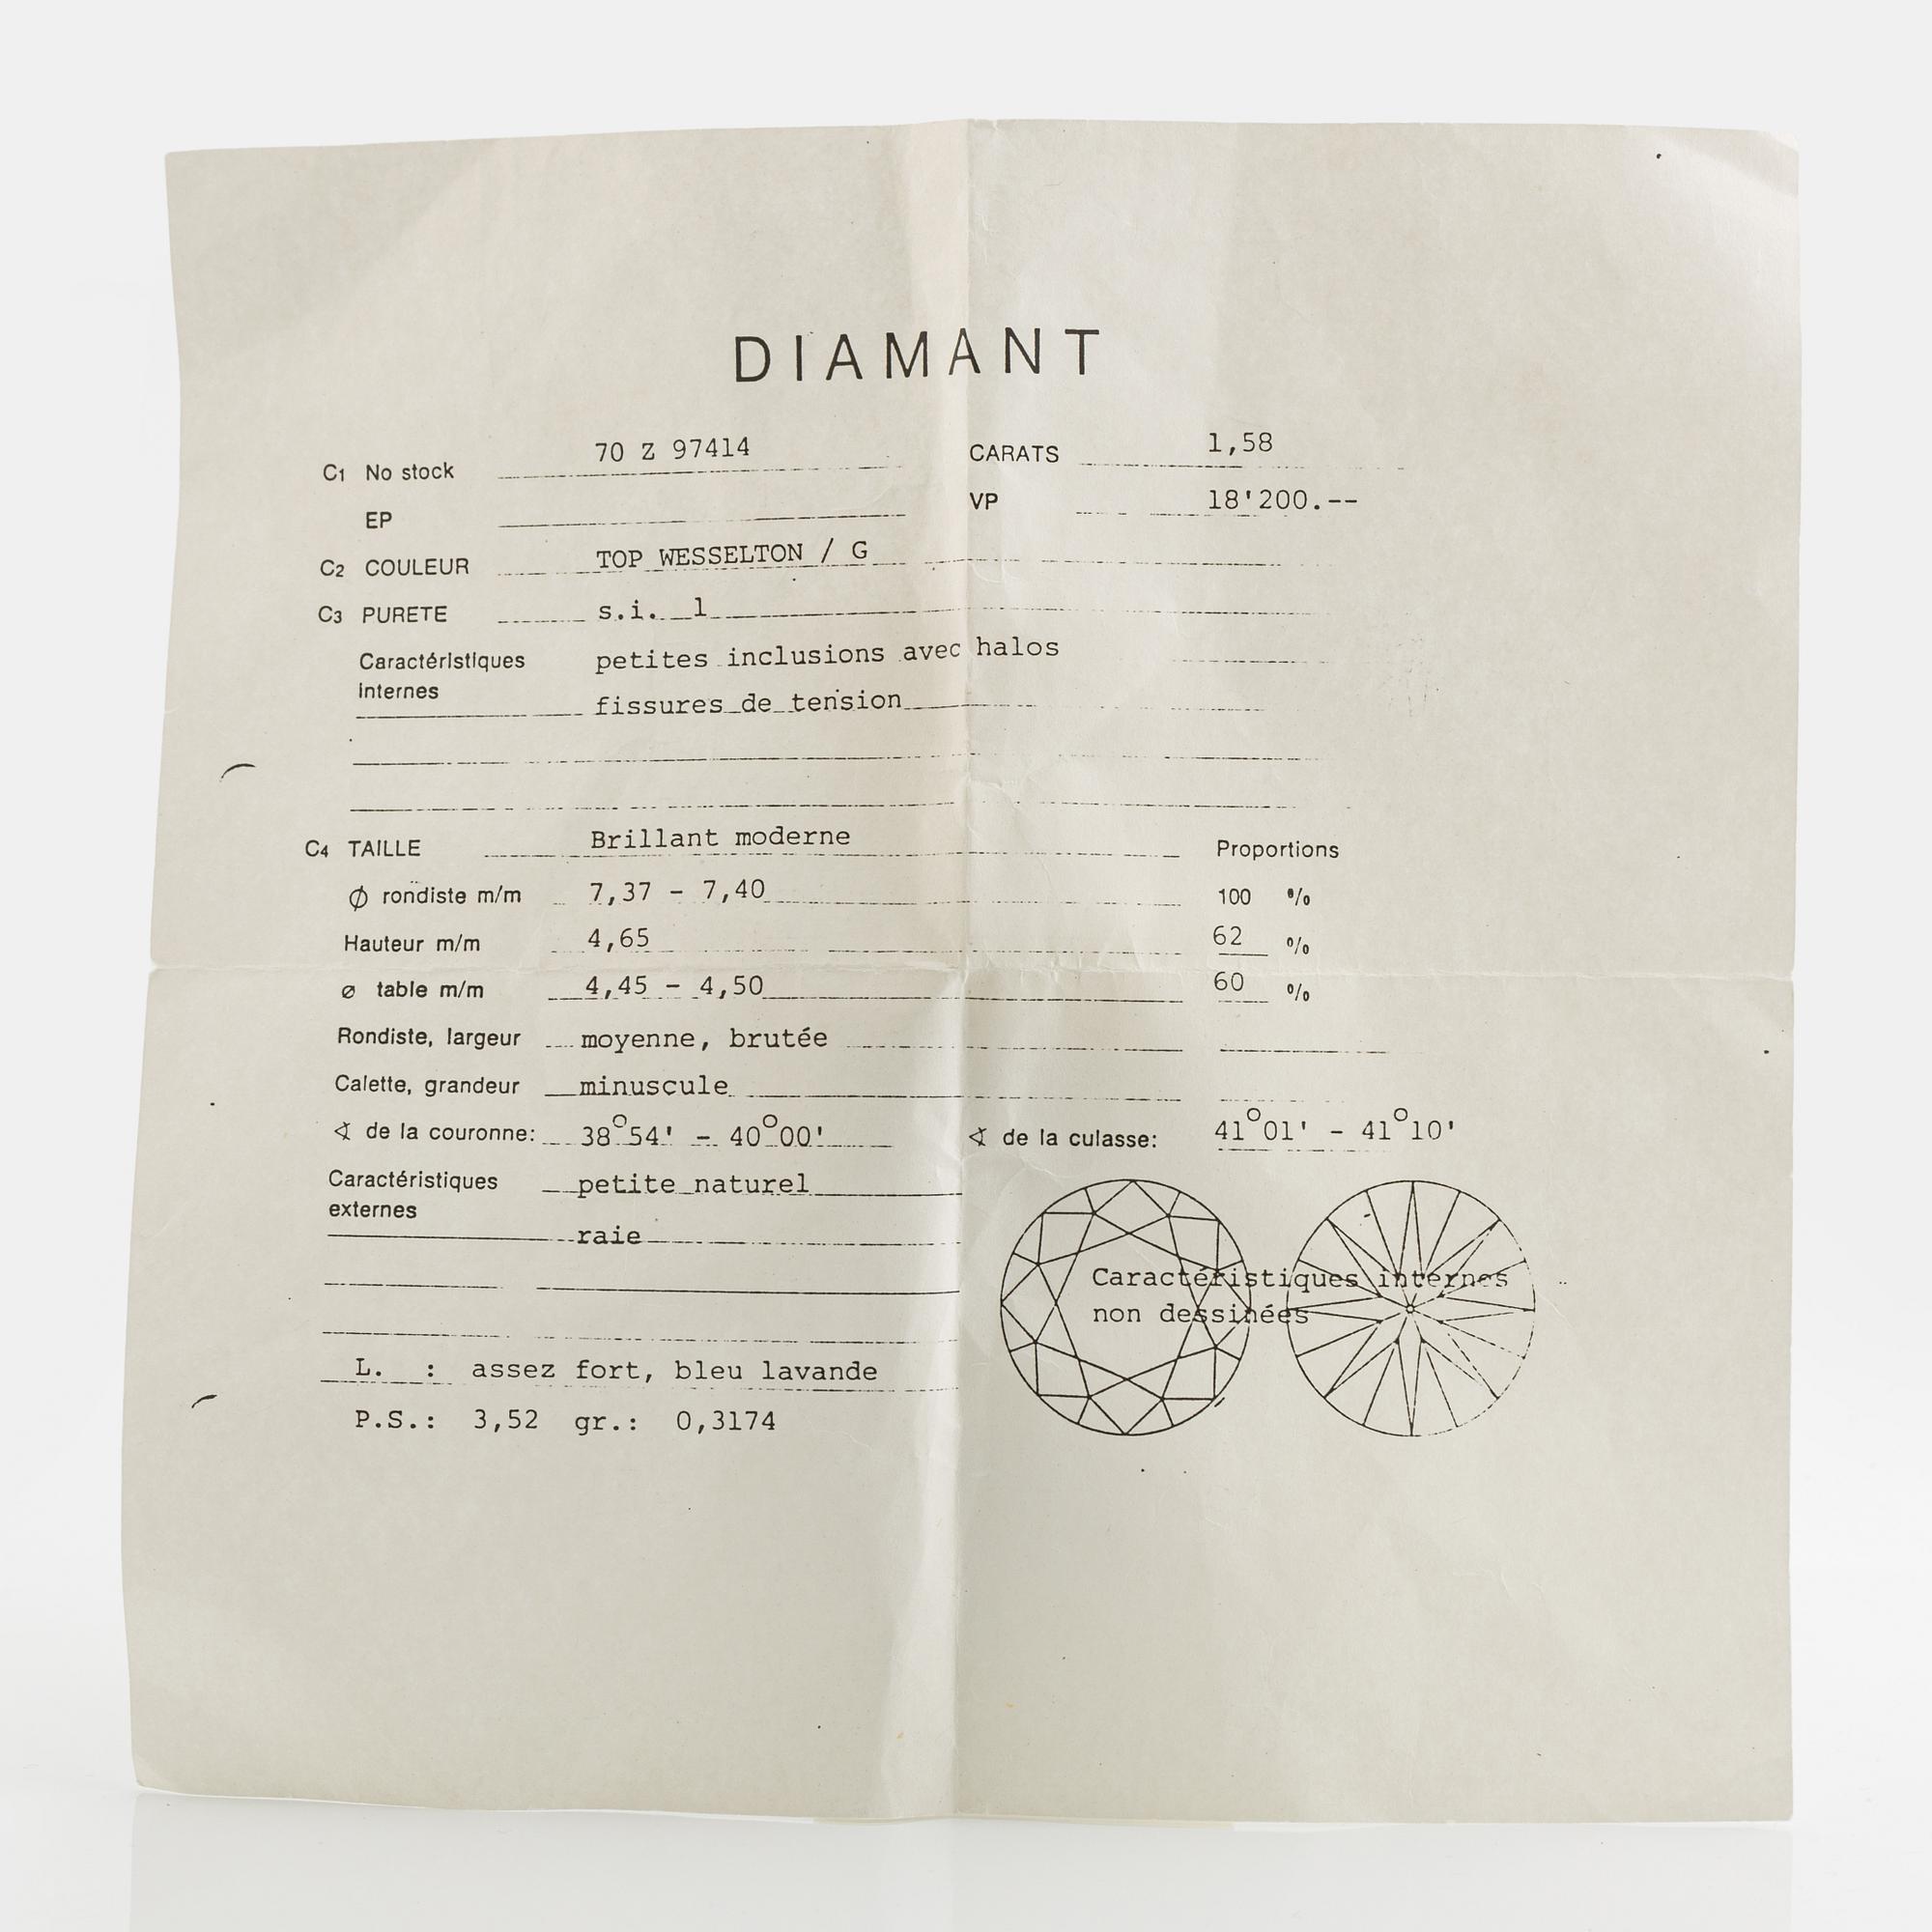 DIAMANT
C1 No stock 70 Z 97414 CARATS 1,58
EP VP 18'200.--
C2 COULEUR TOP WESSELTON / G
C3 PURETE s.i. 1
Caractéristiques internes petites inclusions avec halos
fissures de tension
C4 TAILLE Brillant moderne Proportions
∅ rondiste m/m 7,37 - 7,40 100 %
Hauteur m/m 4,65 62 %
∅ table m/m 4,45 - 4,50 60 %
Rondiste, largeur moyenne, brutée
Calette, grandeur minuscule
∢ de la couronne: 38°54' - 40°00' ∢ de la culasse: 41°01' - 41°10'
Caractéristiques externes petite naturel
raie
Caractéristiques internes
non dessinées
L. : assez fort, bleu lavande
P.S.: 3,52 gr.: 0,3174